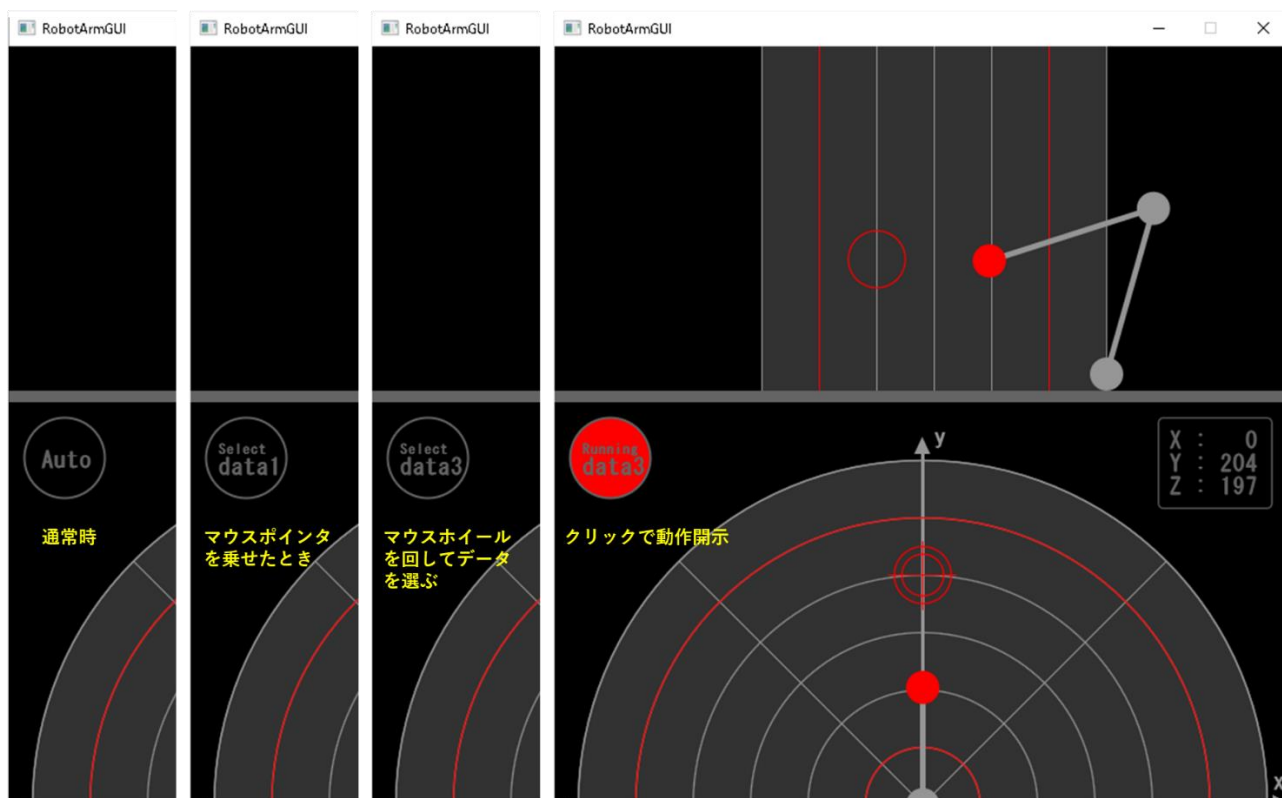 RobotArmGUI
RobotArmGUI
RobotArmGUI
RobotArmGUI
Auto
Select
data1
Select
data3
Running
data3
y
X : 0
Y : 204
Z : 197
通常時
マウスポインタ
を乗せたとき
マウスホイール
を回してデータ
を選ぶ
クリックで動作開示
x